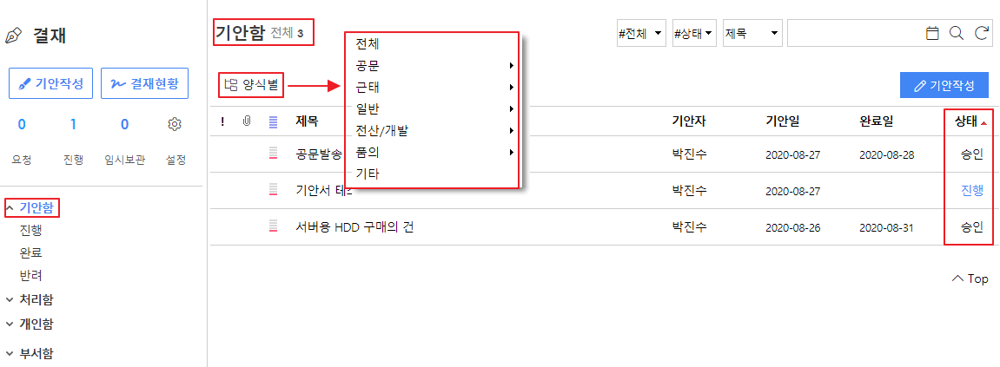 결재
기안작성
결재현황
0 1 0
요청 진행 임시보관 설정
기안함
진행
완료
반려
처리함
개인함
부서함
기안함 전체 3
#전체 #상태 제목
양식별
기안작성
전체
공문
근태
일반
전산/개발
품의
기타
! 제목 기안자 기안일 완료일 상태
공문발송 박진수 2020-08-27 2020-08-28 승인
기안서 박진수 2020-08-27 진행
서버용 HDD 구매의 건 박진수 2020-08-26 2020-08-31 승인
Top